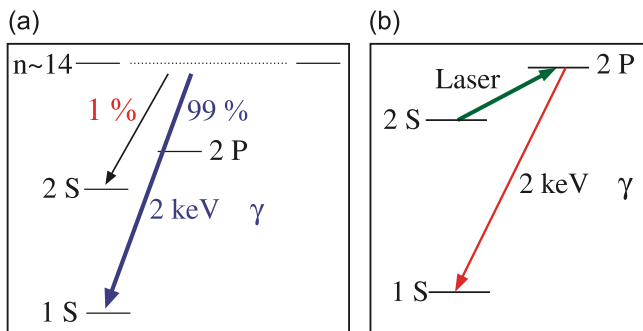 (a)
n~14
1 %
99 %
2 P
2 S
2 keV γ
1 S
(b)
2 P
Laser
2 S
2 keV γ
1 S